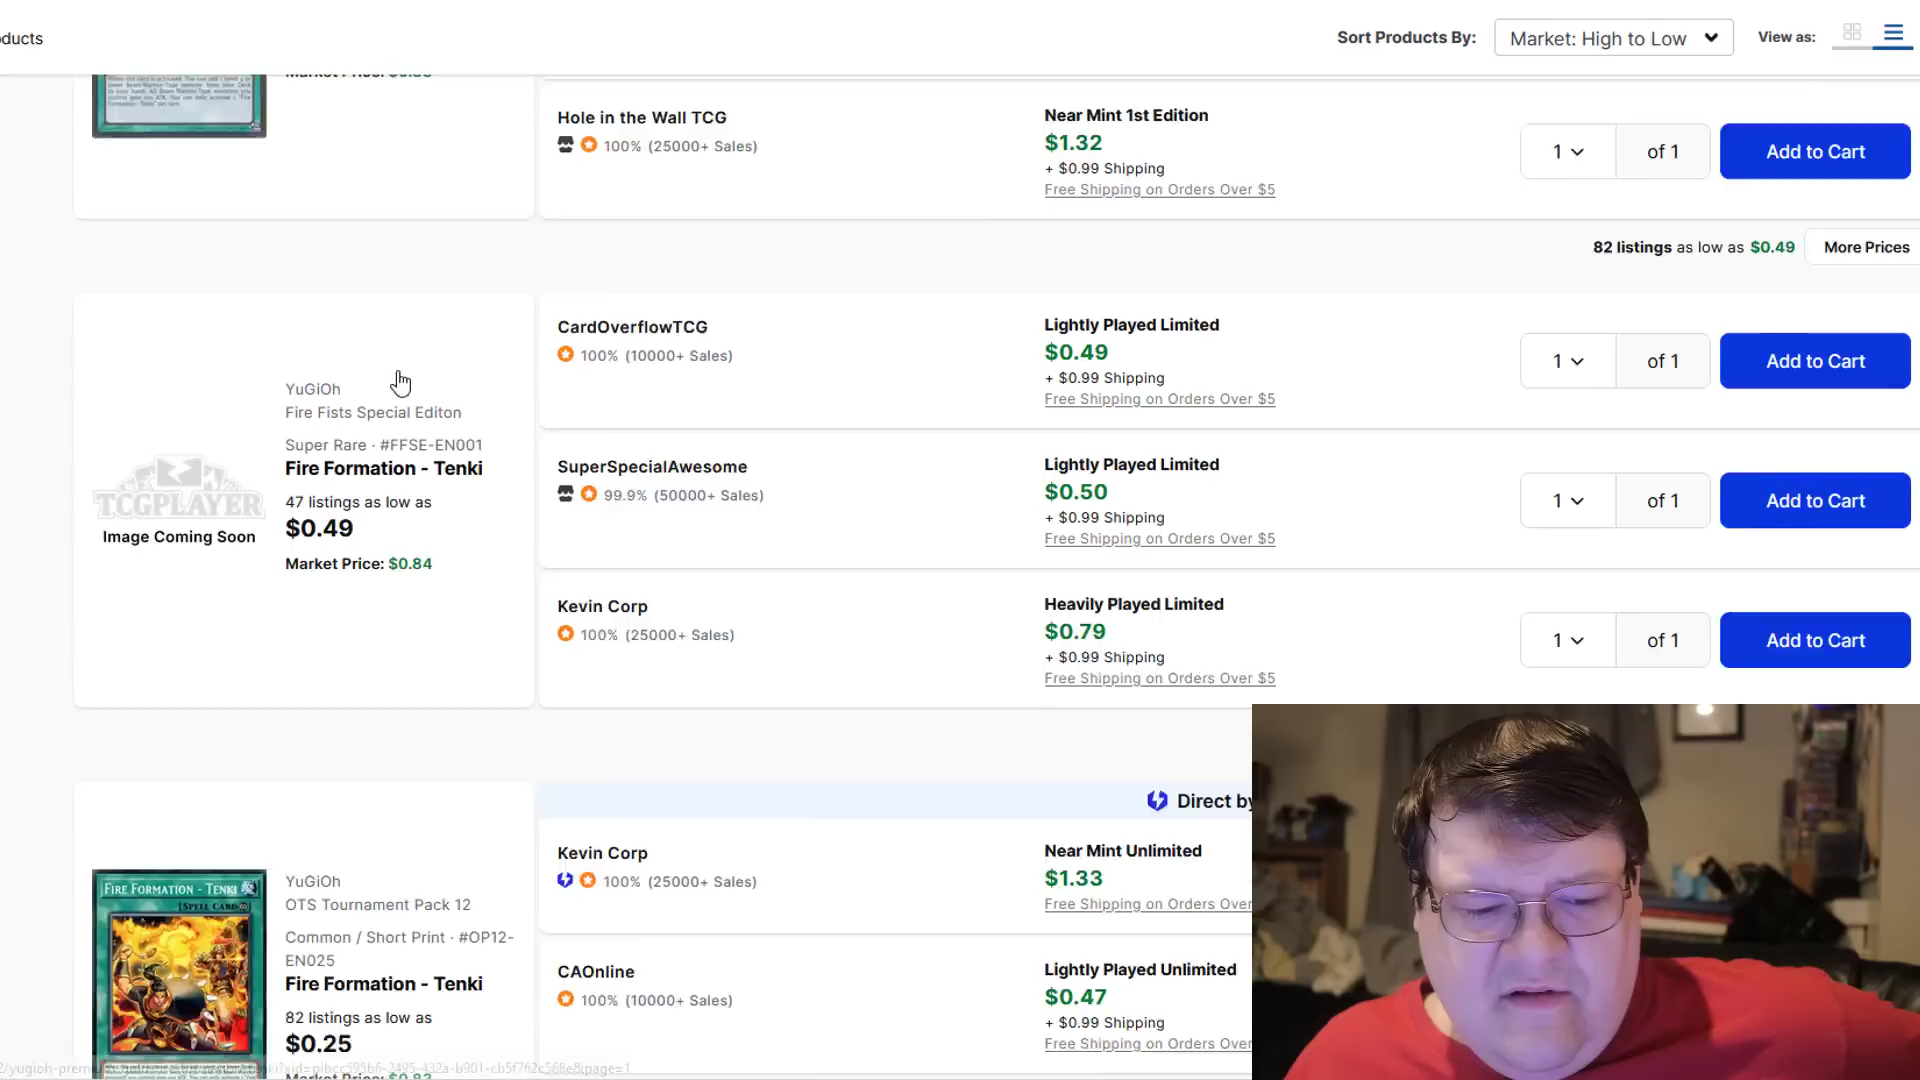 ducts
Sort Products By:
Market: High to Low
View as:
Hole in the Wall TCG
100% (25000+ Sales)
Near Mint 1st Edition
$1.32
+ $0.99 Shipping
Free Shipping on Orders Over $5
1
of 1
Add to Cart
82 listings as low as $0.49
More Prices
YuGiOh
Fire Fists Special Editon
Super Rare · #FFSE-EN001
Fire Formation - Tenki
47 listings as low as
$0.49
Market Price: $0.84
TCGPLAYER
Image Coming Soon
CardOverflowTCG
100% (10000+ Sales)
Lightly Played Limited
$0.49
+ $0.99 Shipping
Free Shipping on Orders Over $5
1
of 1
Add to Cart
SuperSpecialAwesome
99.9% (50000+ Sales)
Lightly Played Limited
$0.50
+ $0.99 Shipping
Free Shipping on Orders Over $5
1
of 1
Add to Cart
Kevin Corp
100% (25000+ Sales)
Heavily Played Limited
$0.79
+ $0.99 Shipping
Free Shipping on Orders Over $5
1
of 1
Add to Cart
FIRE FORMATION - TENKI
[SPELL CARD]
YuGiOh
OTS Tournament Pack 12
Common / Short Print · #OP12-
EN025
Fire Formation - Tenki
82 listings as low as
$0.25
Direct by
Kevin Corp
100% (25000+ Sales)
Near Mint Unlimited
$1.33
Free Shipping on Orders Over
CAOnline
100% (10000+ Sales)
Lightly Played Unlimited
$0.47
+ $0.99 Shipping
Free Shipping on Orders Over